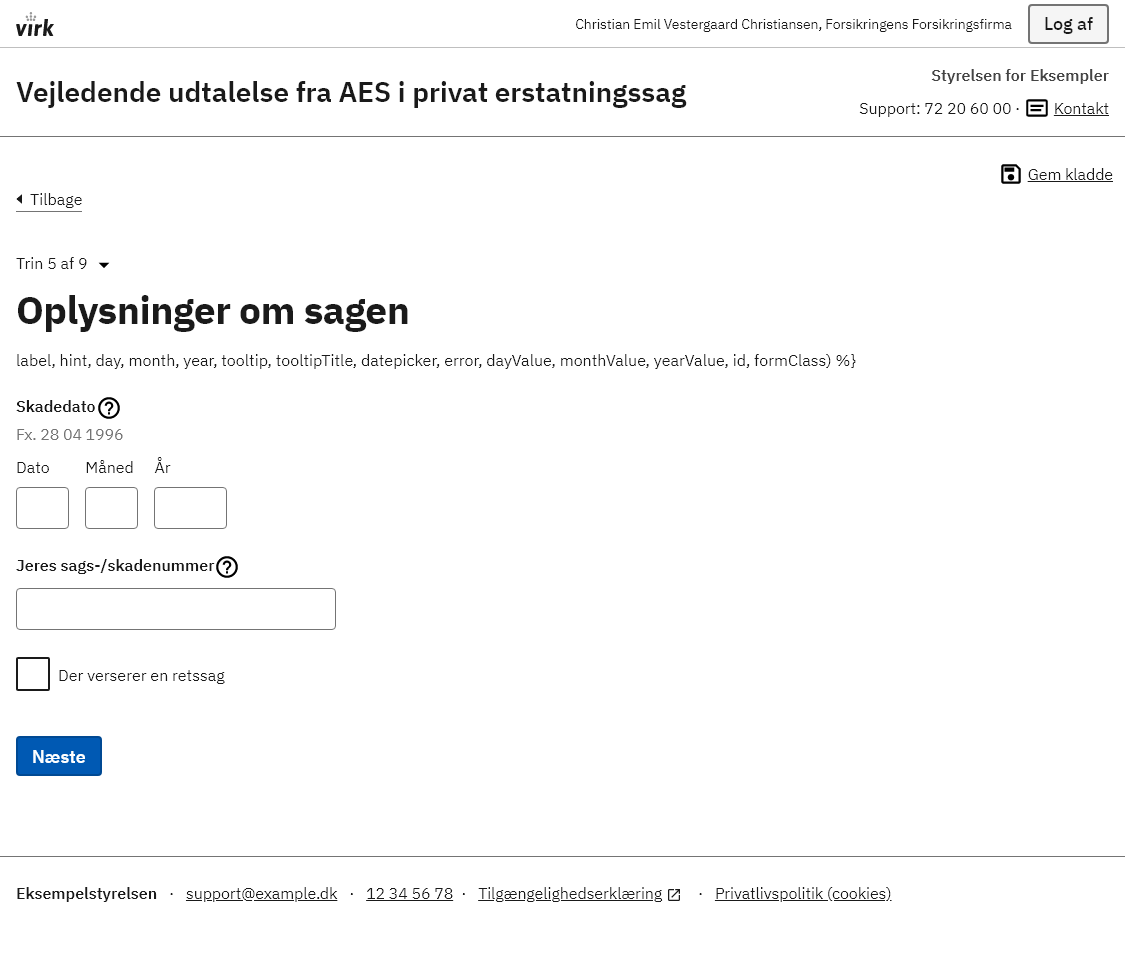 virk
Christian Emil Vestergaard Christiansen, Forsikringens Forsikringsfirma
Log af
Vejledende udtalelse fra AES i privat erstatningssag
Styrelsen for Eksempler
Support: 72 20 60 00 · Kontakt
Gem kladde
Tilbage
Trin 5 af 9
Oplysninger om sagen
label, hint, day, month, year, tooltip, tooltipTitle, datepicker, error, dayValue, monthValue, yearValue, id, formClass) %}
Skadedato
Fx. 28 04 1996
Dato Måned År
Jeres sags-/skadenummer
Der verserer en retssag
Næste
Eksempelstyrelsen · support@example.dk · 12 34 56 78 · Tilgængelighedserklæring · Privatlivspolitik (cookies)